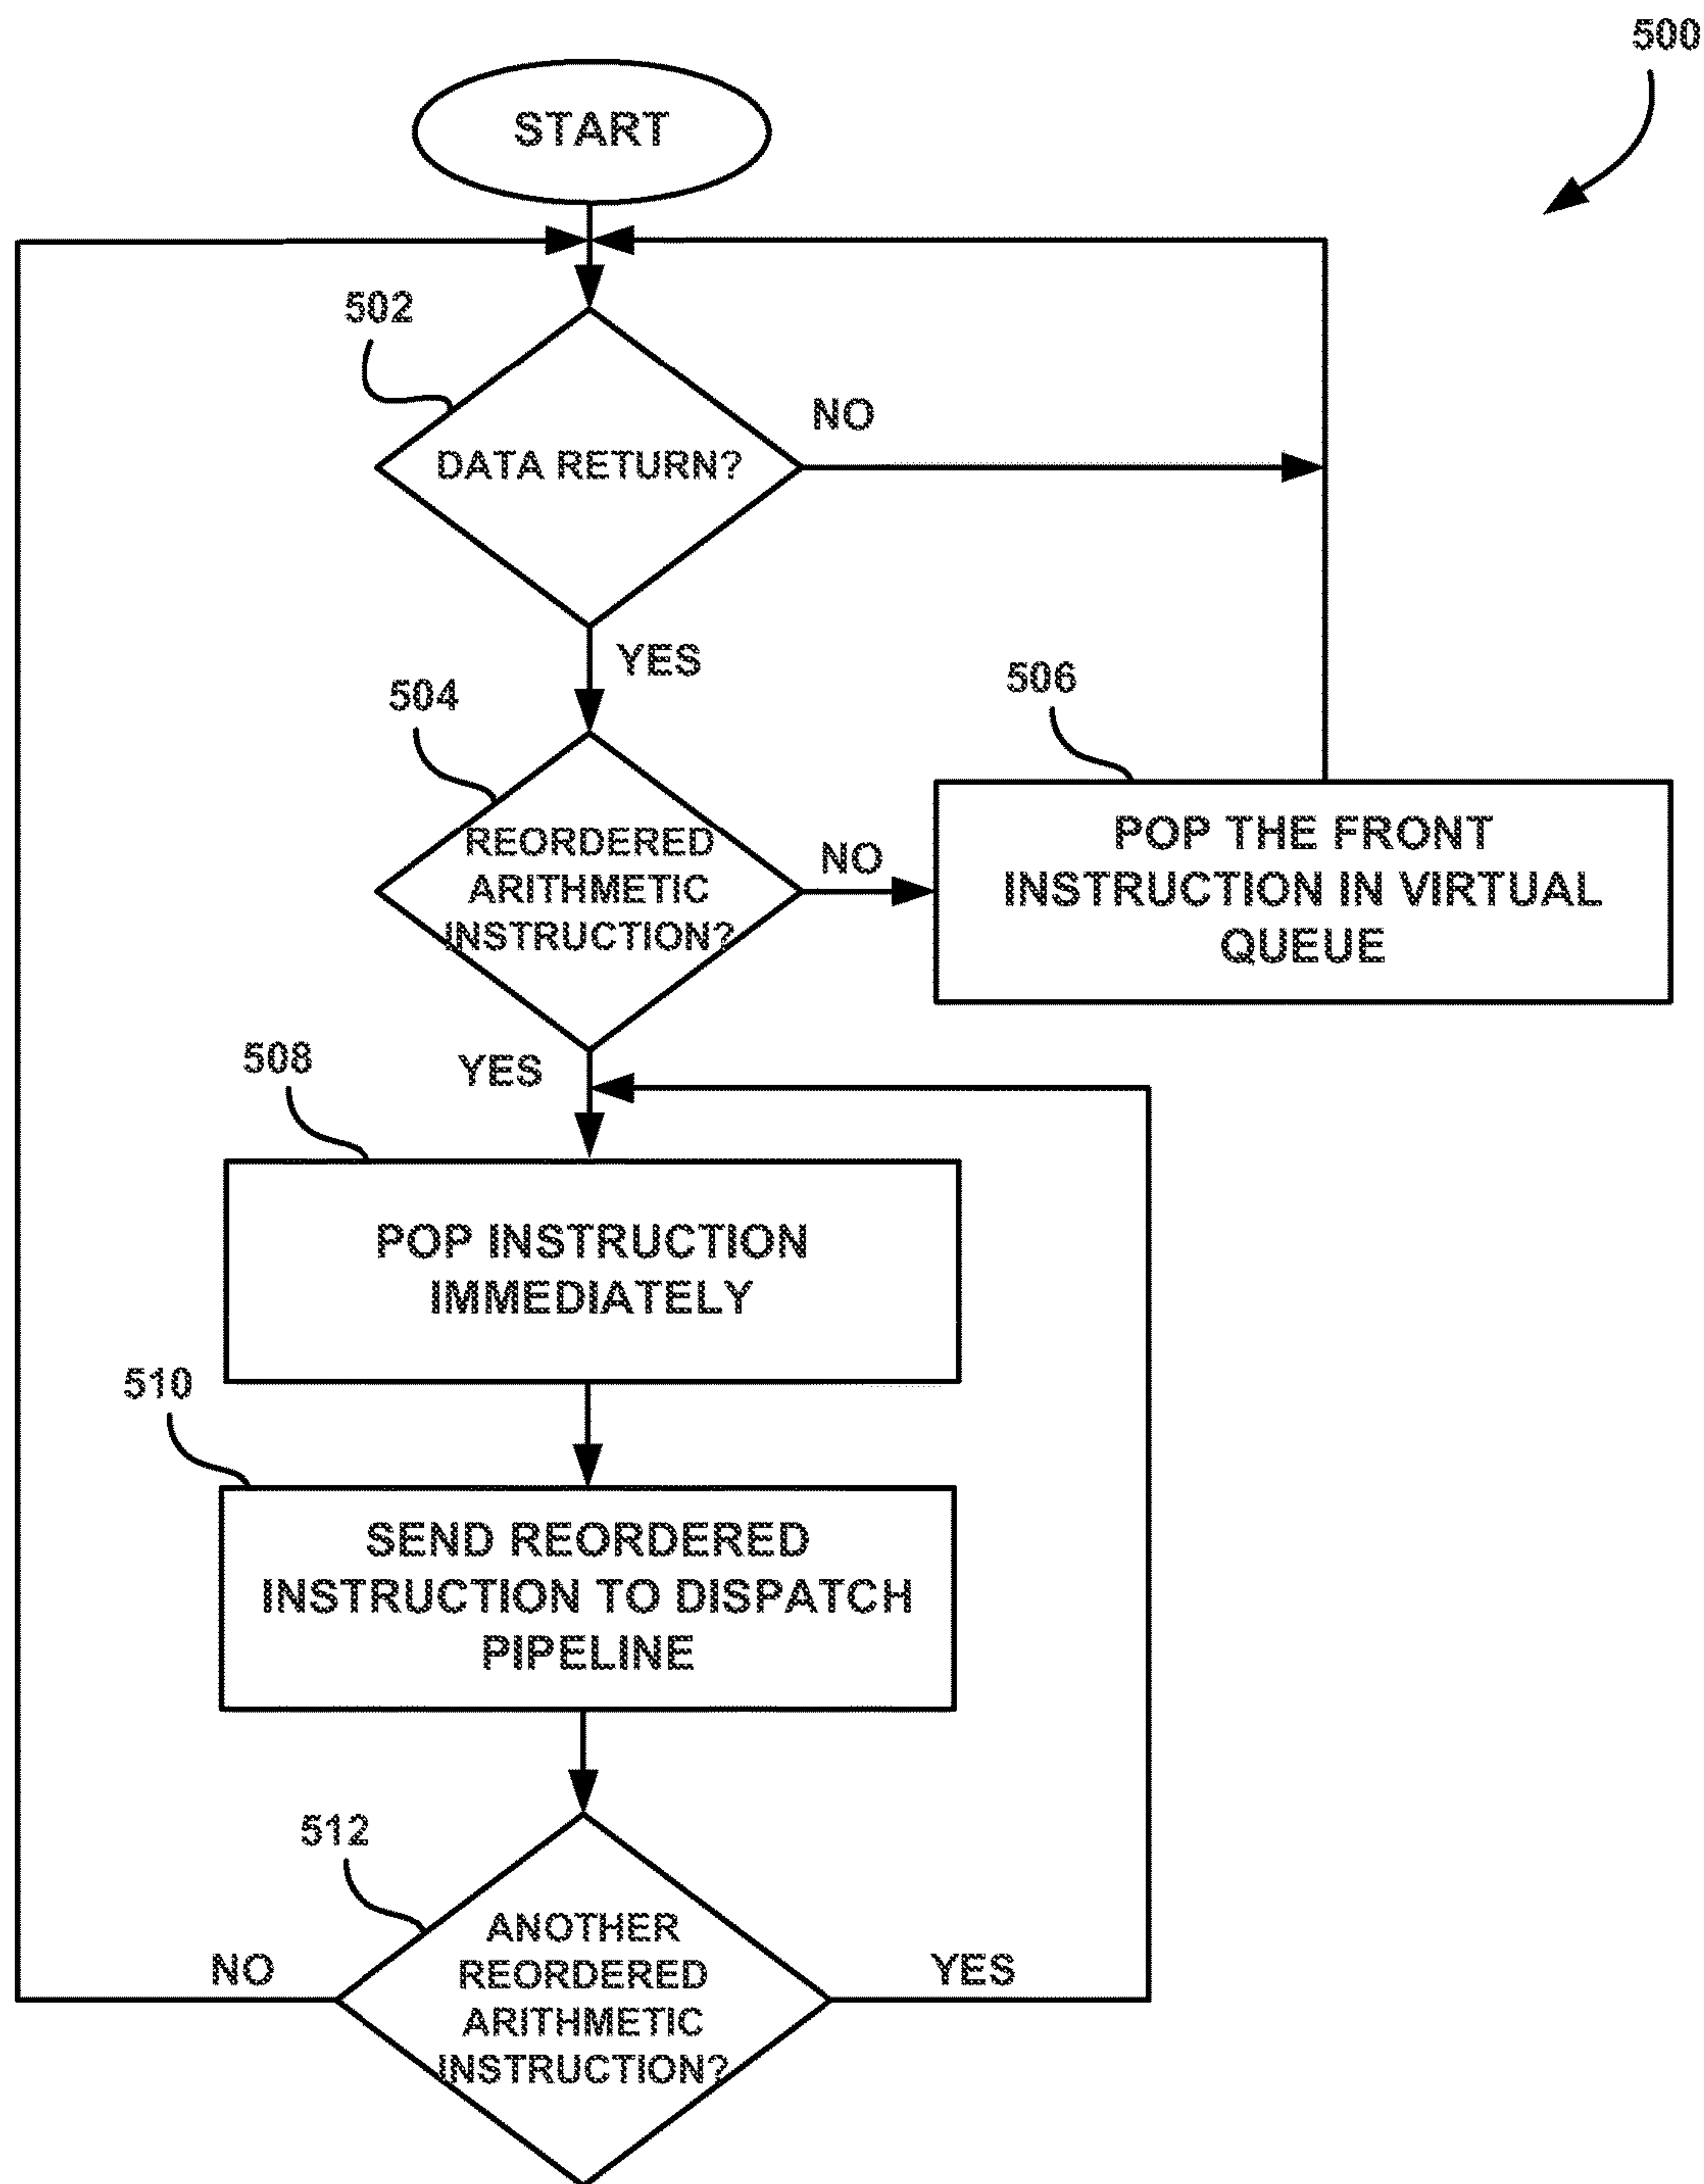 500
START
502
DATA RETURN?
NO
YES
504
506
REORDERED
ARITHMETIC
INSTRUCTION?
NO
POP THE FRONT
INSTRUCTION IN VIRTUAL
QUEUE
YES
508
POP INSTRUCTION
IMMEDIATELY
510
SEND REORDERED
INSTRUCTION TO DISPATCH
PIPELINE
512
ANOTHER
REORDERED
ARITHMETIC
INSTRUCTION?
NO
YES